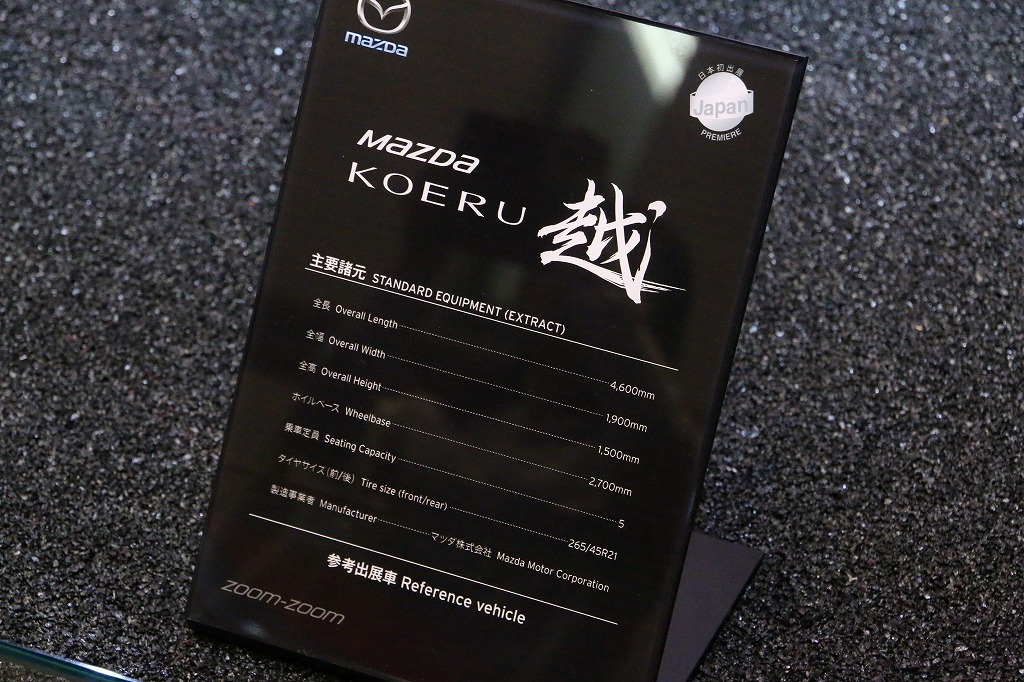 mazda
日本初出展
Japan
PREMIERE
mazda
KOERU 越
主要諸元 STANDARD EQUIPMENT (EXTRACT)
全長 Overall Length 4,600mm
全幅 Overall Width 1,900mm
全高 Overall Height 1,500mm
ホイルベース Wheelbase 2,700mm
乗車定員 Seating Capacity 5
タイヤサイズ(前/後) Tire size (front/rear) 265/45R21
製造事業者 Manufacturer マツダ株式会社 Mazda Motor Corporation
参考出展車 Reference vehicle
zoom-zoom